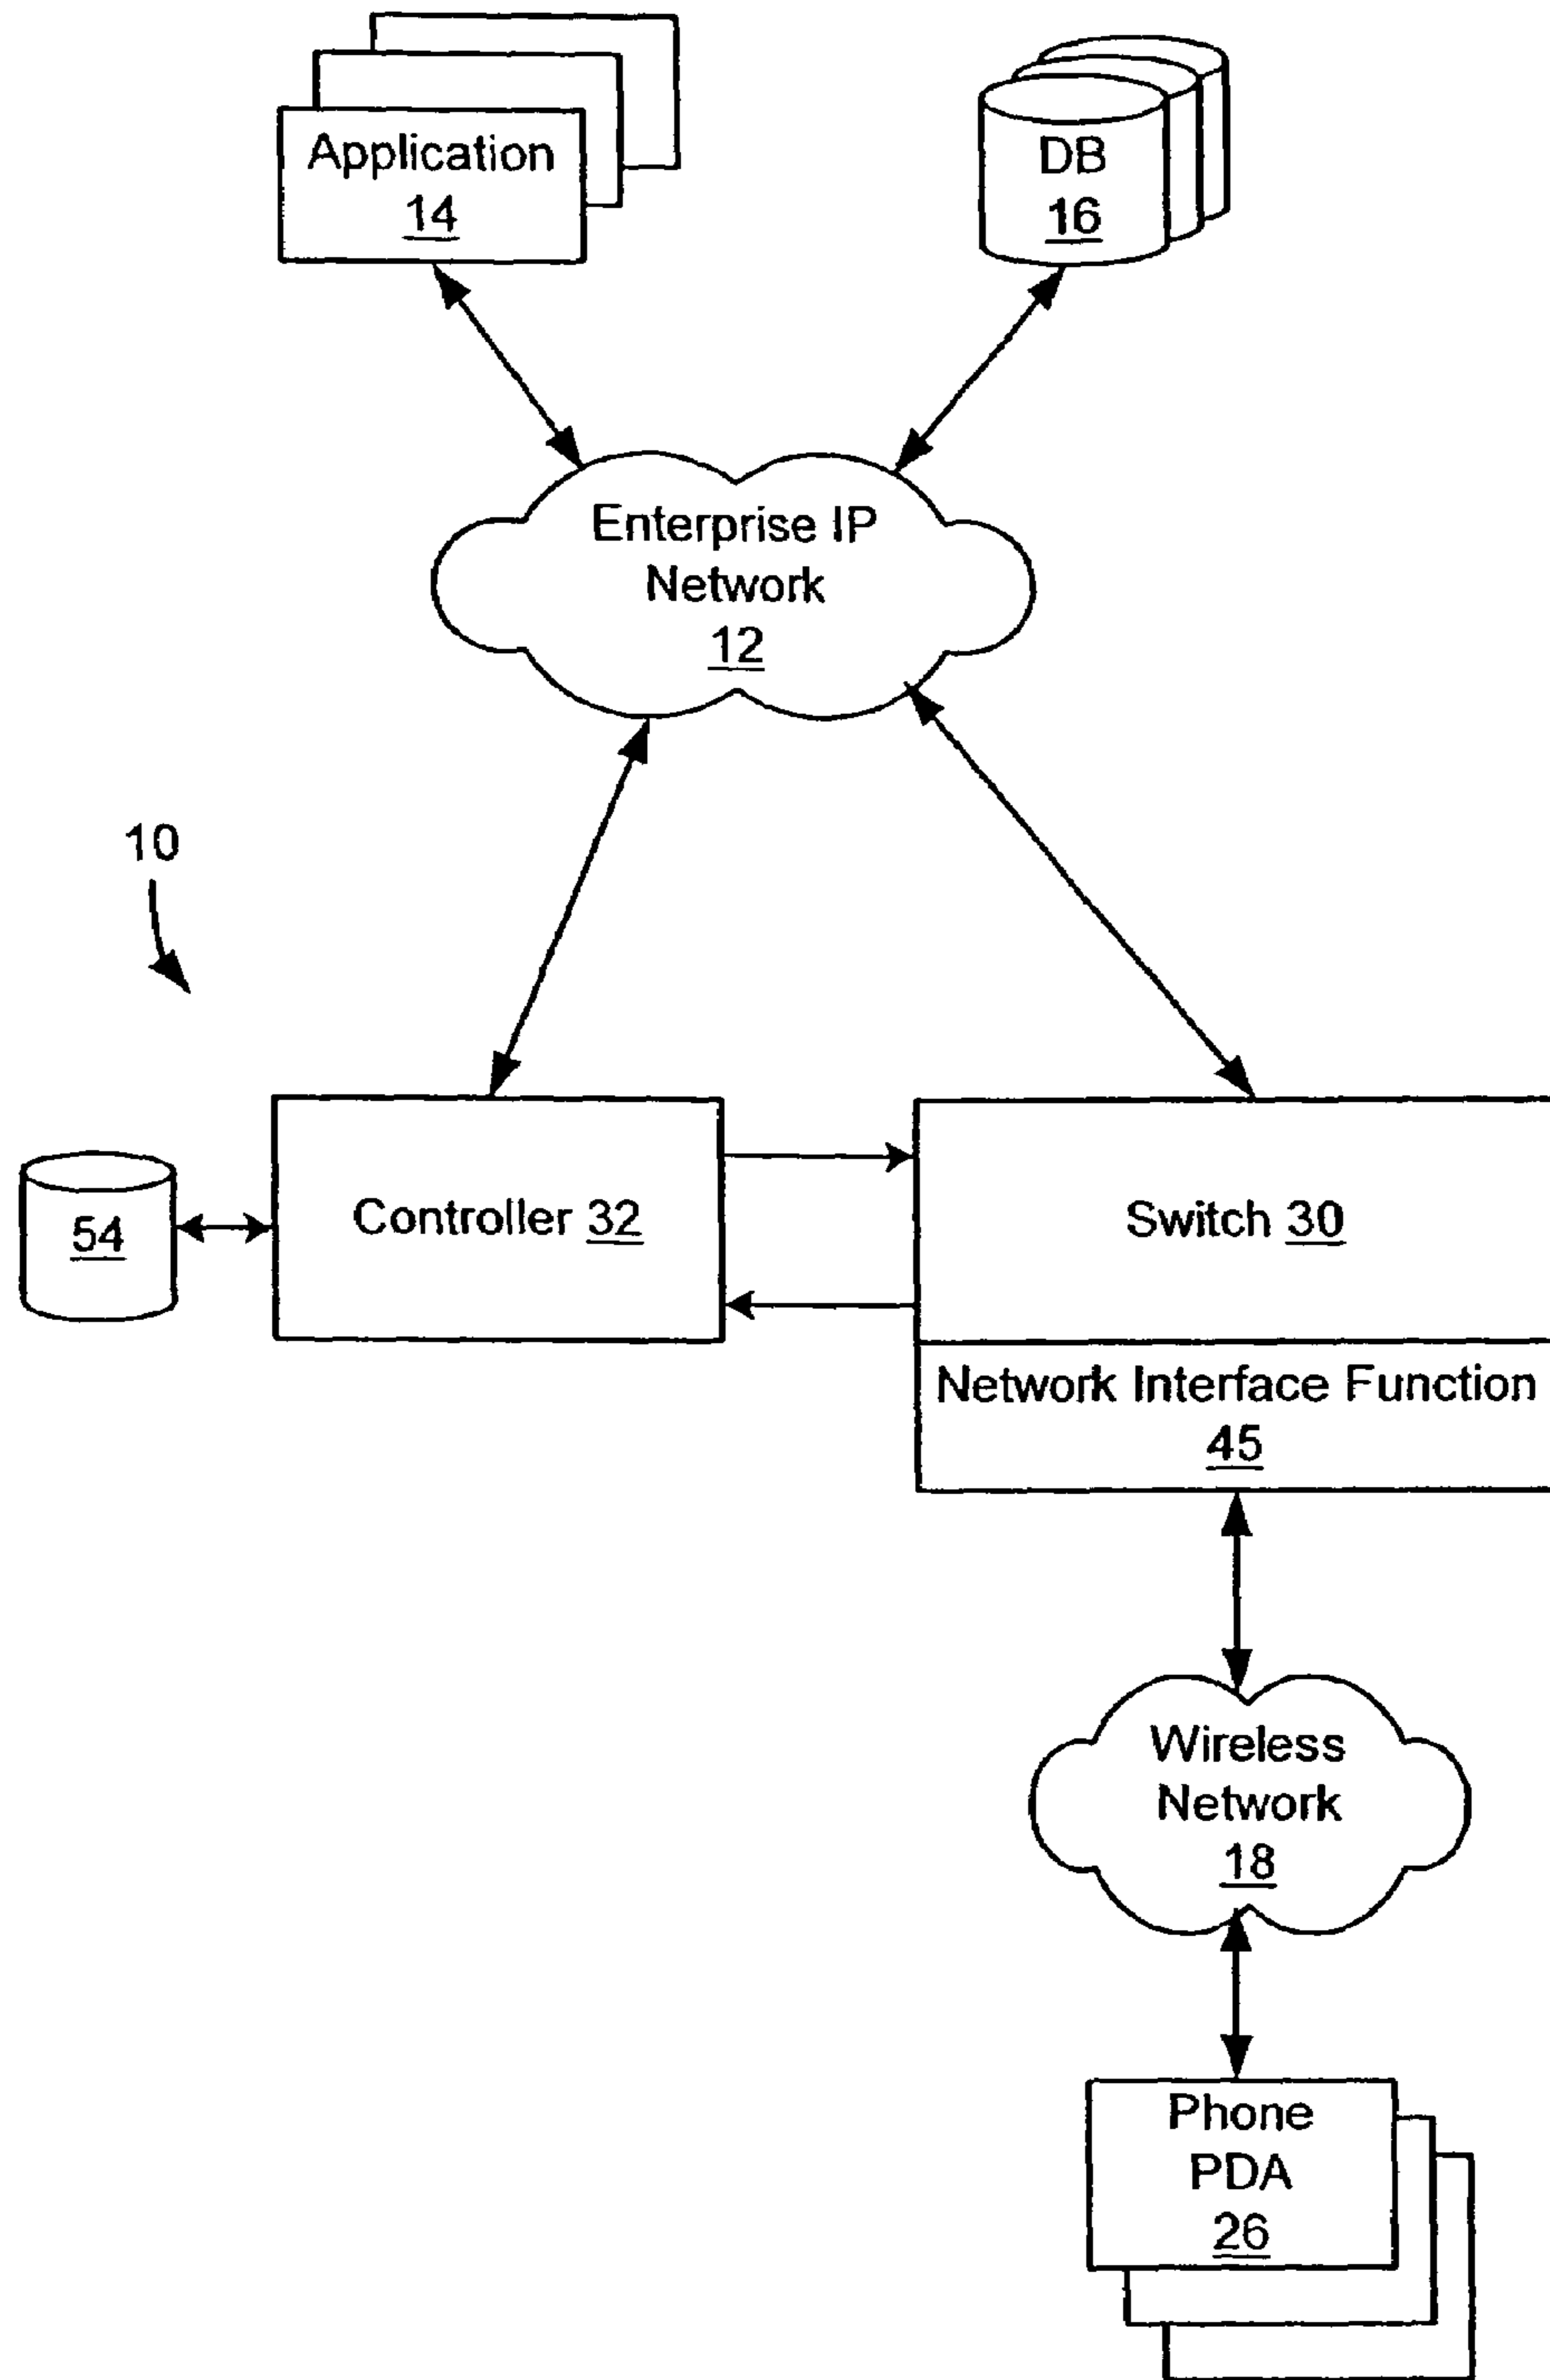 Application
14
DB
16
Enterprise IP
Network
12
10
54
Controller 32
Switch 30
Network Interface Function
45
Wireless
Network
18
Phone
PDA
26